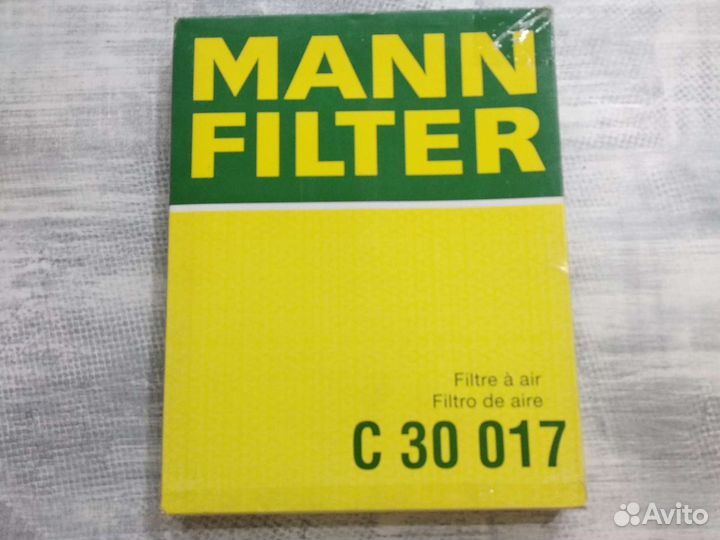 MANN
FILTER
Filtre à air
Filtro de aire
C 30 017
Avito